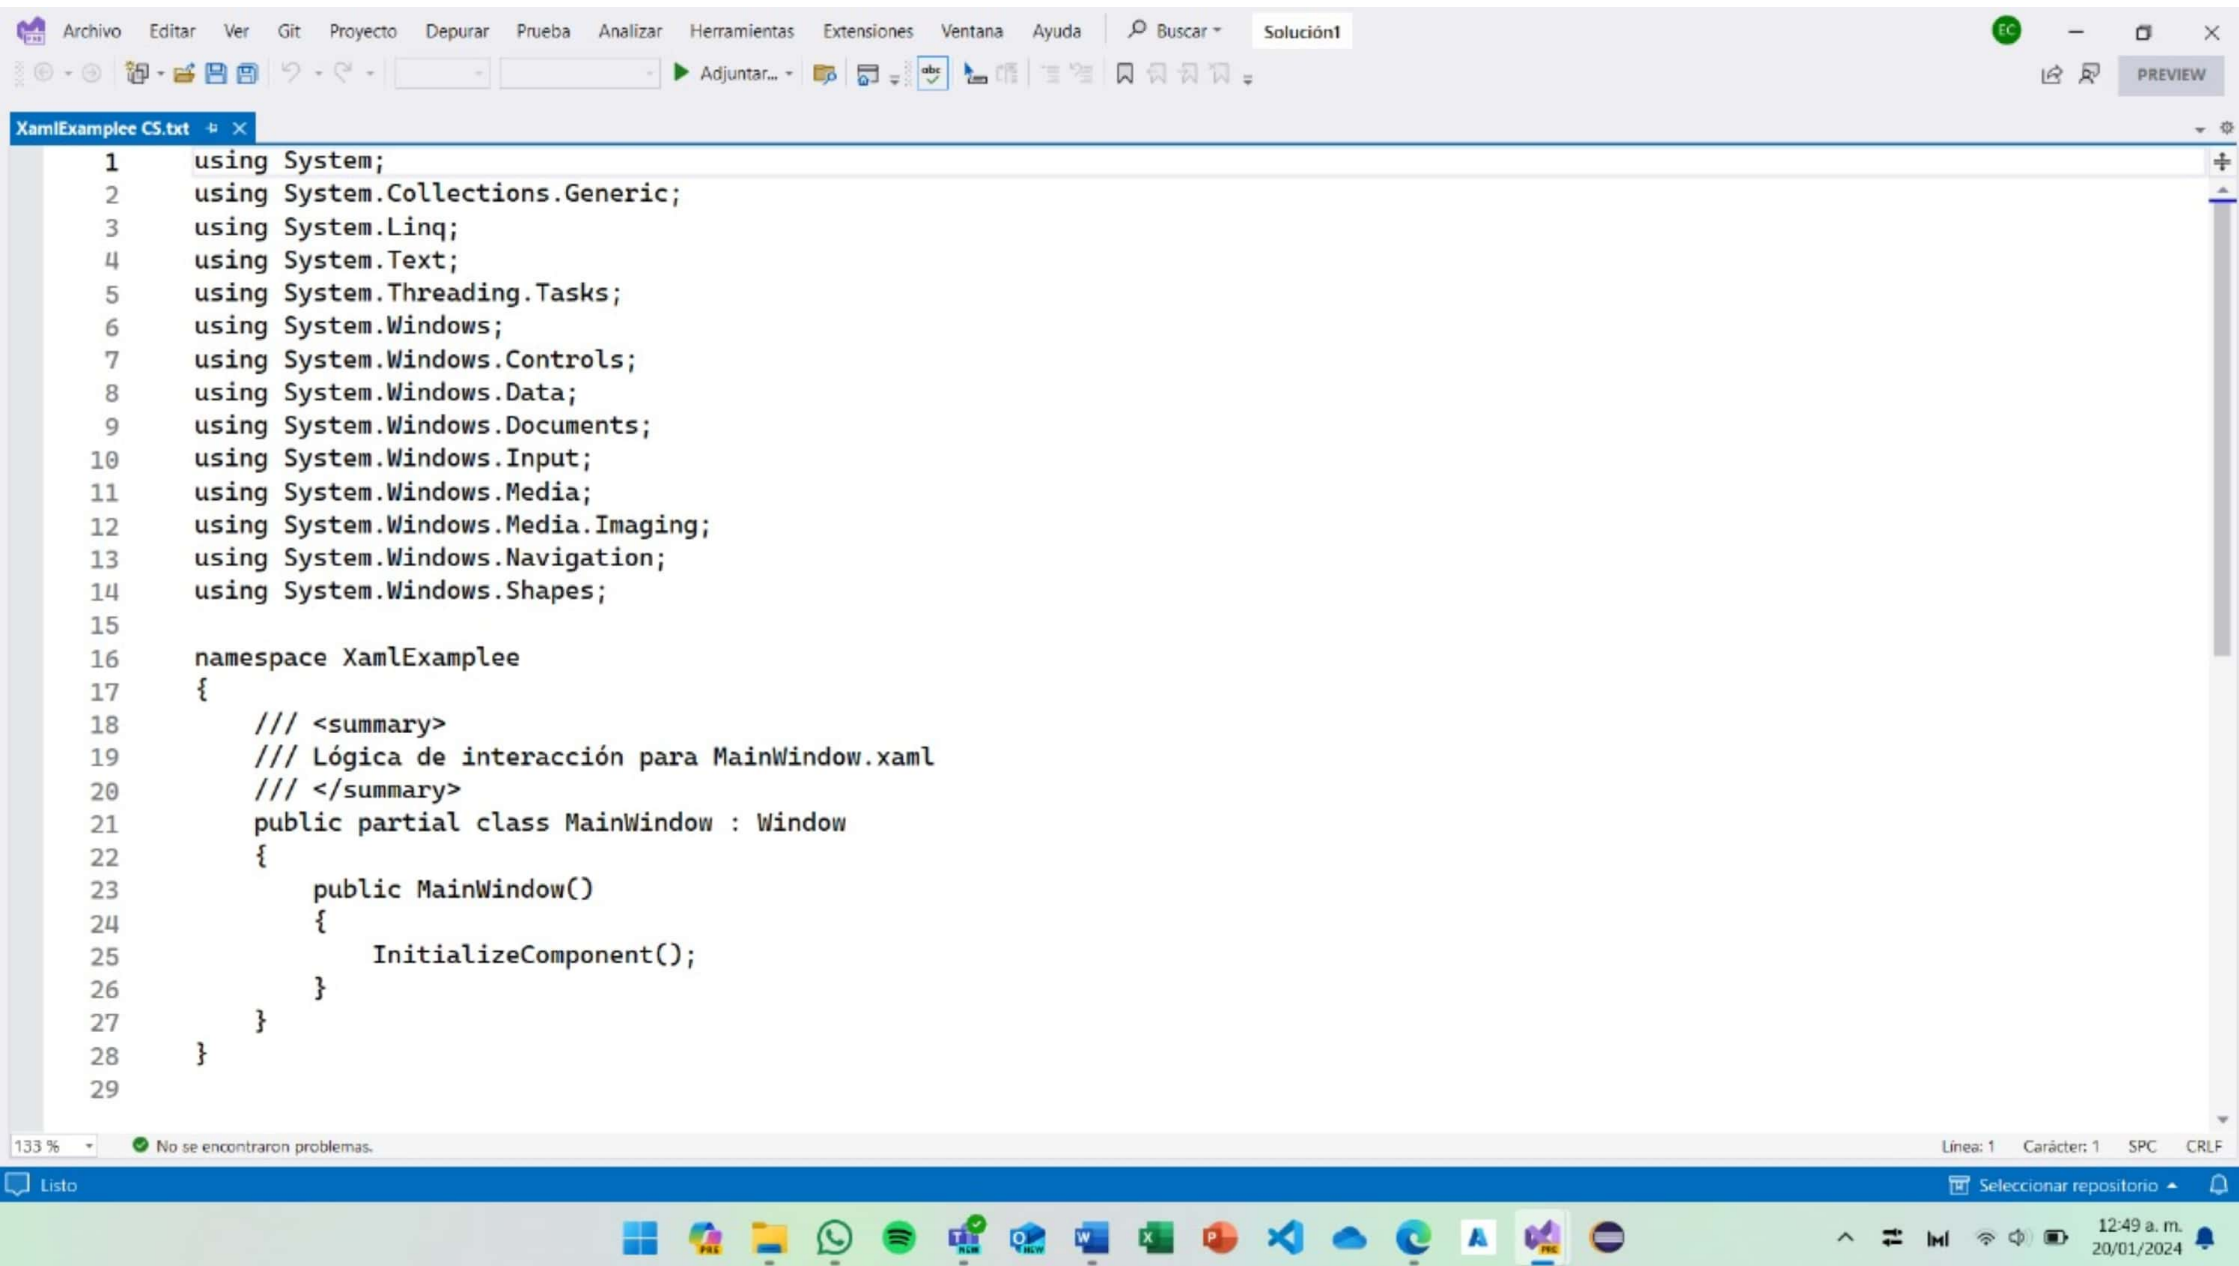 Archivo Editar Ver Git Proyecto Depurar Prueba Analizar Herramientas Extensiones Ventana Ayuda Buscar Solución1 EC
Adjuntar... abc PREVIEW
XamlExamplee CS.txt
1 using System;
2 using System.Collections.Generic;
3 using System.Linq;
4 using System.Text;
5 using System.Threading.Tasks;
6 using System.Windows;
7 using System.Windows.Controls;
8 using System.Windows.Data;
9 using System.Windows.Documents;
10 using System.Windows.Input;
11 using System.Windows.Media;
12 using System.Windows.Media.Imaging;
13 using System.Windows.Navigation;
14 using System.Windows.Shapes;
15
16 namespace XamlExamplee
17 {
18 /// <summary>
19 /// Lógica de interacción para MainWindow.xaml
20 /// </summary>
21 public partial class MainWindow : Window
22 {
23 public MainWindow()
24 {
25 InitializeComponent();
26 }
27 }
28 }
29
133 % No se encontraron problemas. Línea: 1 Carácter: 1 SPC CRLF
Listo Seleccionar repositorio
12:49 a. m.
20/01/2024